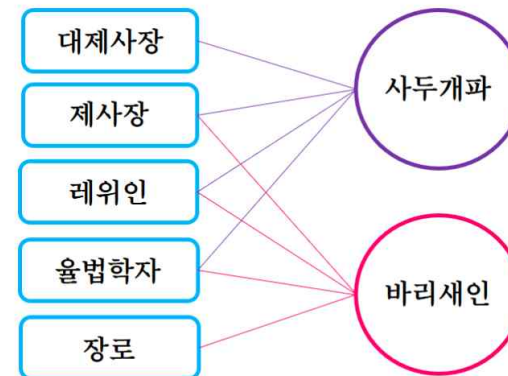 대제사장
제사장
레위인
율법학자
장로
사두개파
바리새인